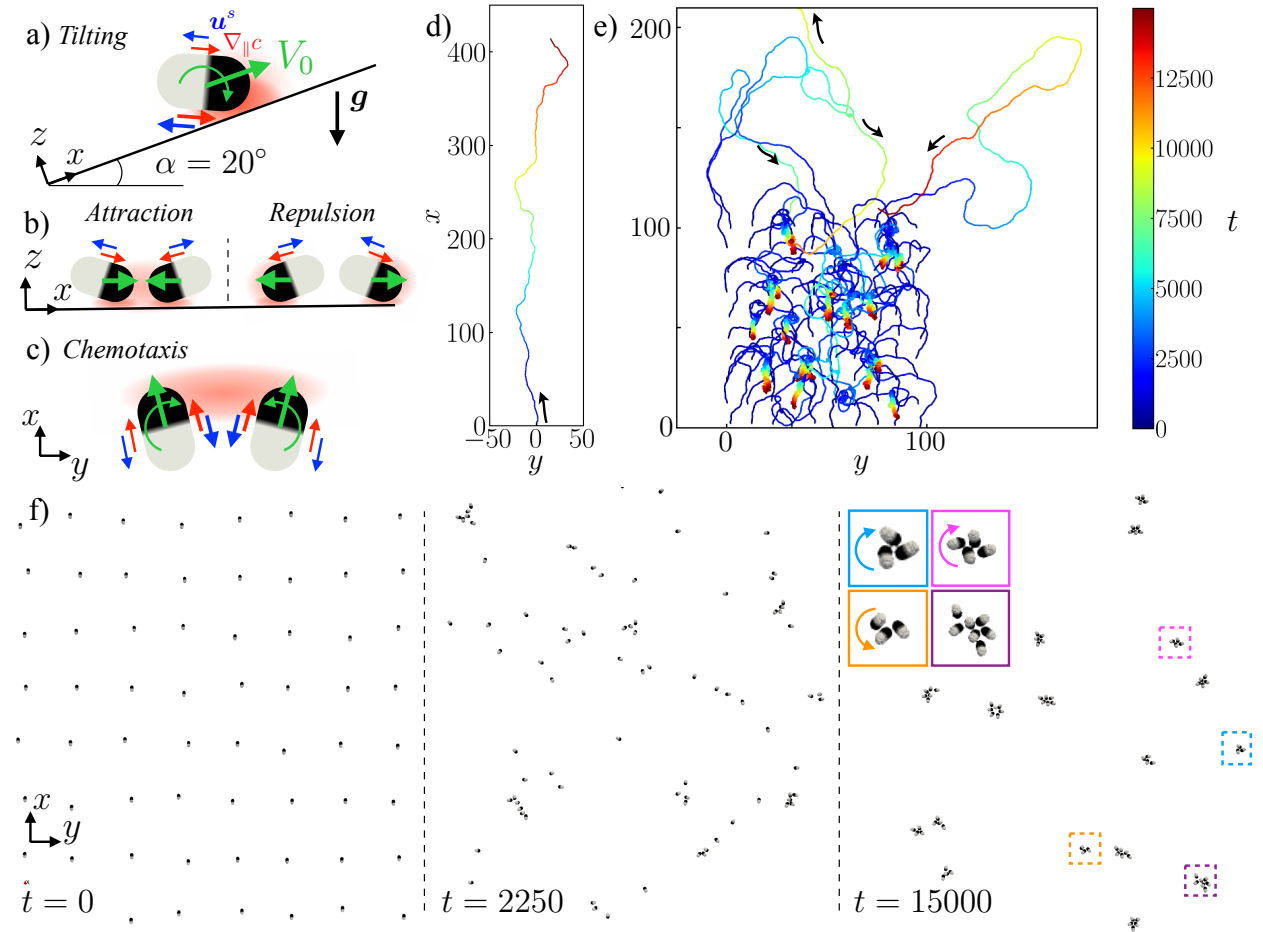 a) Tilting
u^s
∇∥c
V₀
g
z
x
α = 20°
b) Attraction
Repulsion
z
x
c) Chemotaxis
x
y
d)
400
300
200
100
0
x
−50
0
50
y
e)
200
100
0
0
100
y
12500
10000
7500
5000
2500
0
t
f)
x
y
t = 0
t = 2250
t = 15000